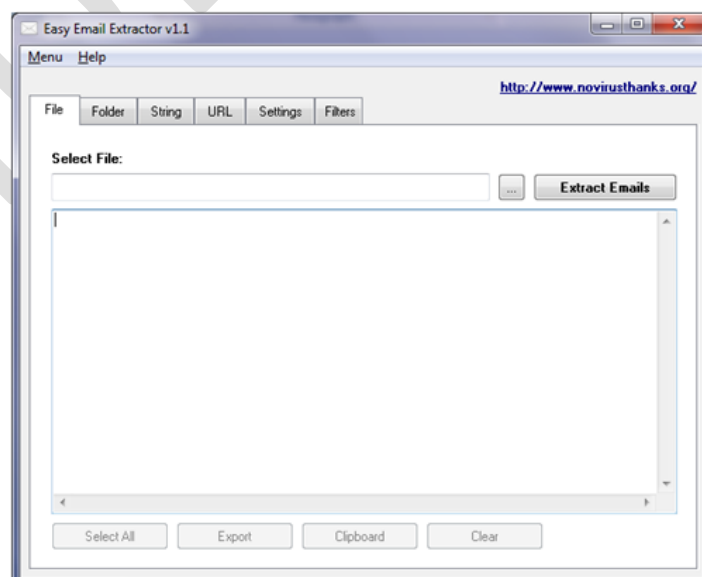 Easy Email Extractor v1.1
Menu Help
http://www.novirusthanks.org/
File Folder String URL Settings Filters
Select File:
... Extract Emails
Select All Export Clipboard Clear